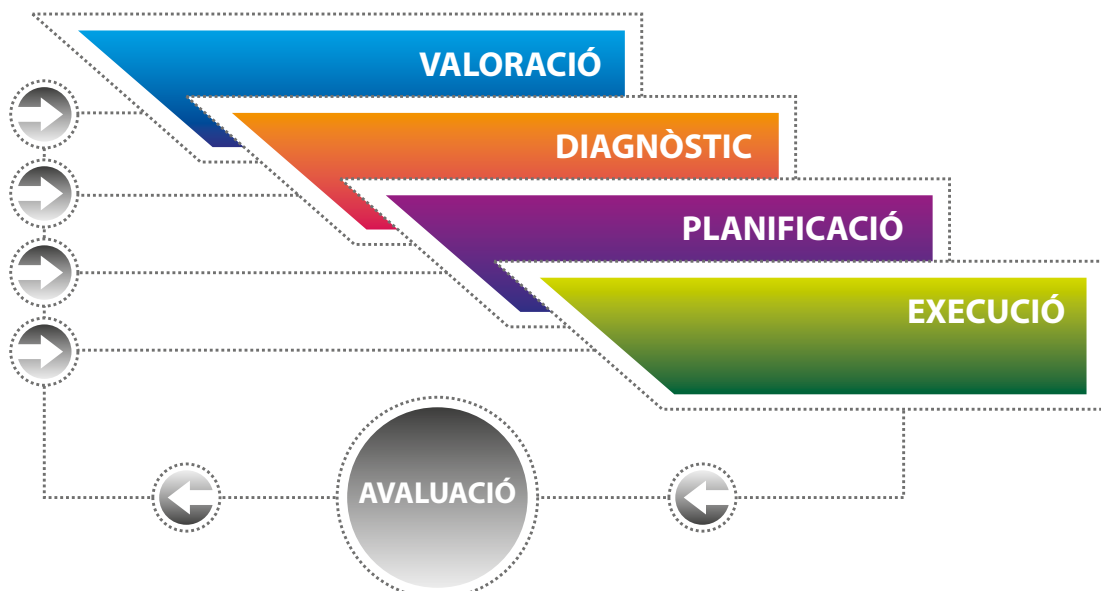 VALORACIÓ
DIAGNÒSTIC
PLANIFICACIÓ
EXECUCIÓ
AVALUACIÓ